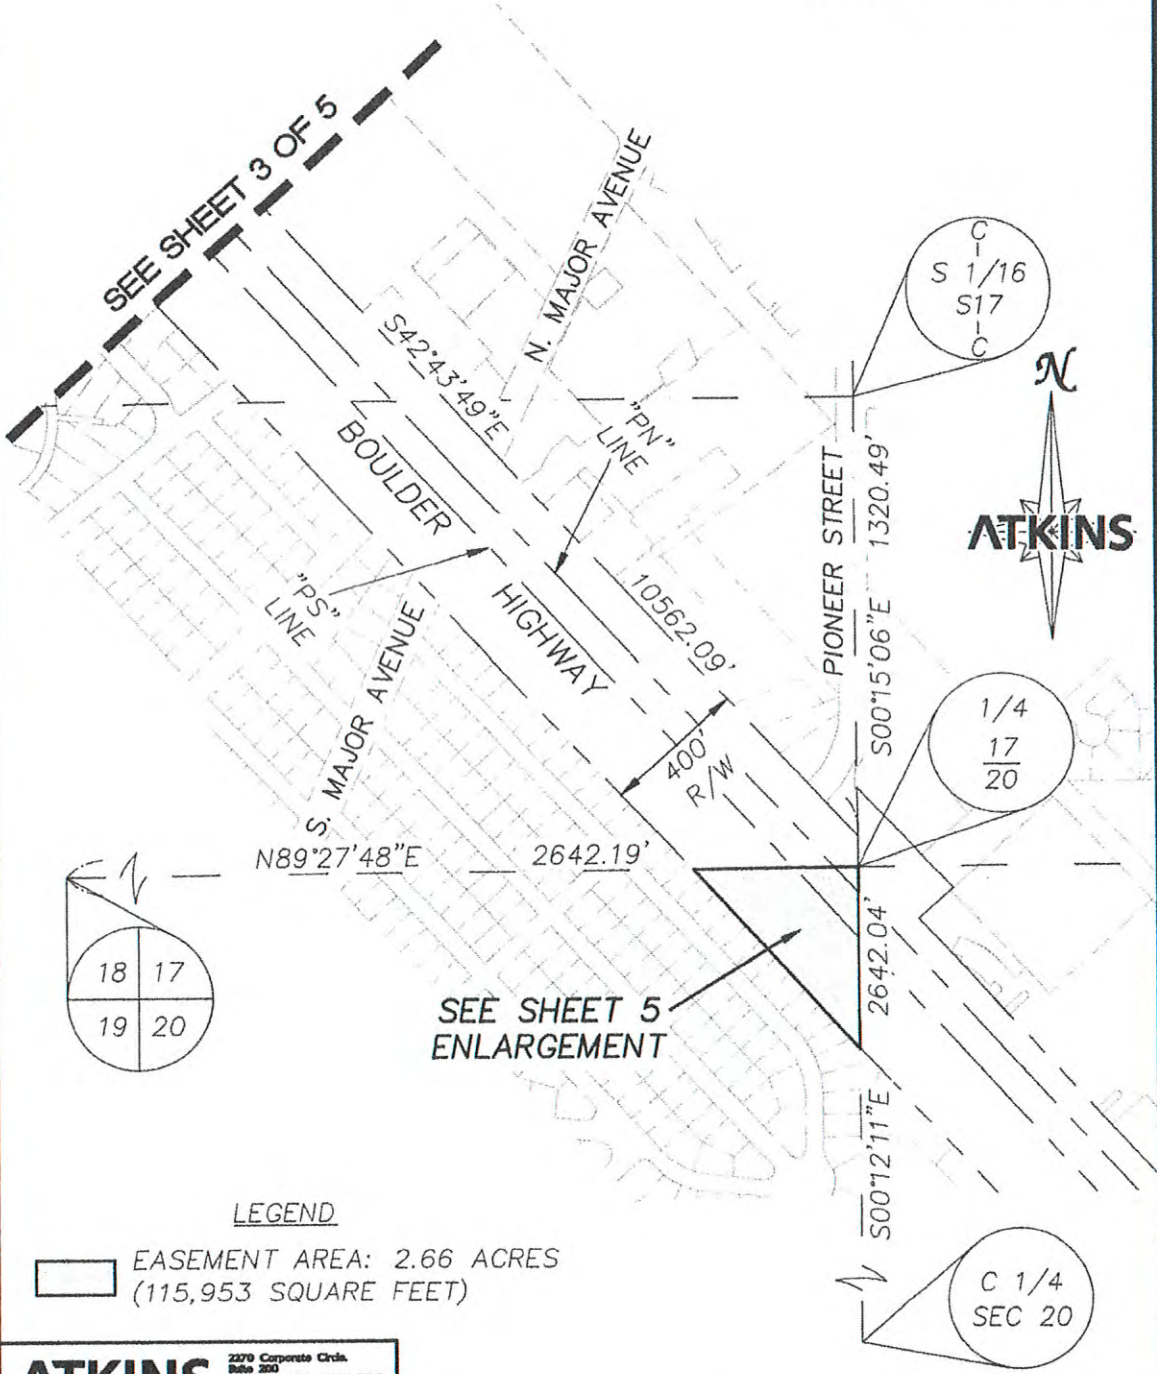 SEE SHEET 3 OF 5
N. MAJOR AVENUE
C
S 1/16
S17
C
N
S42°43'49"E
"PN"
LINE
BOULDER
HIGHWAY
PIONEER STREET
1320.49'
S00°15'06"E
ATKINS
"PS"
LINE
10562.09'
S. MAJOR AVENUE
400'
R/W
1/4
17
20
N89°27'48"E
2642.19'
18 17
19 20
2642.04'
SEE SHEET 5
ENLARGEMENT
S00°12'11"E
LEGEND
EASEMENT AREA: 2.66 ACRES
(115,953 SQUARE FEET)
C 1/4
SEC 20
ATKINS
2270 Corporate Circle,
Suite 200